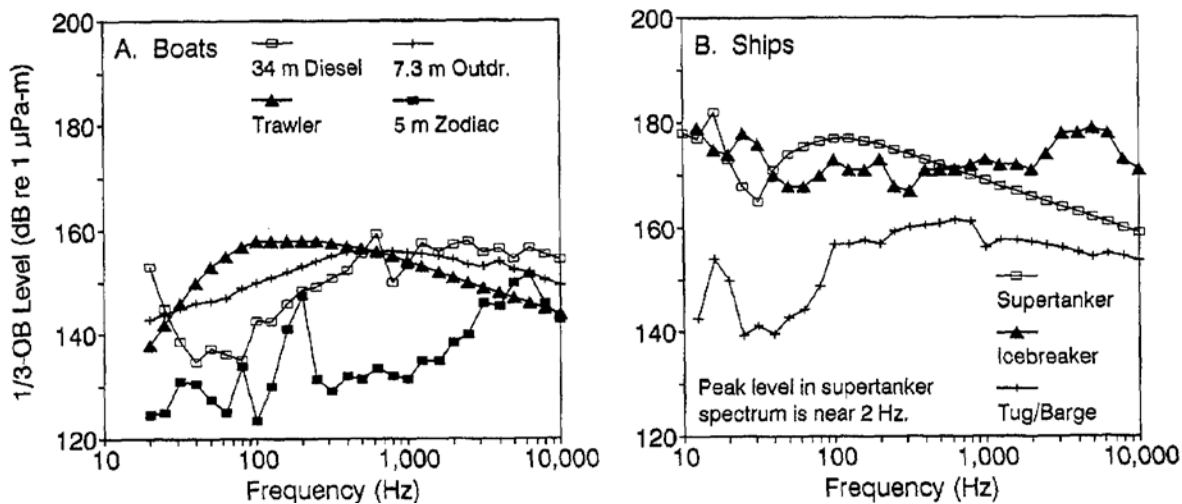 1/3-OB Level (dB re 1 µPa-m)
200
180
160
140
120
A. Boats
34 m Diesel
7.3 m Outdr.
Trawler
5 m Zodiac
10
100
1,000
10,000
Frequency (Hz)
200
180
160
140
120
B. Ships
Supertanker
Icebreaker
Tug/Barge
Peak level in supertanker
spectrum is near 2 Hz.
10
100
1,000
10,000
Frequency (Hz)